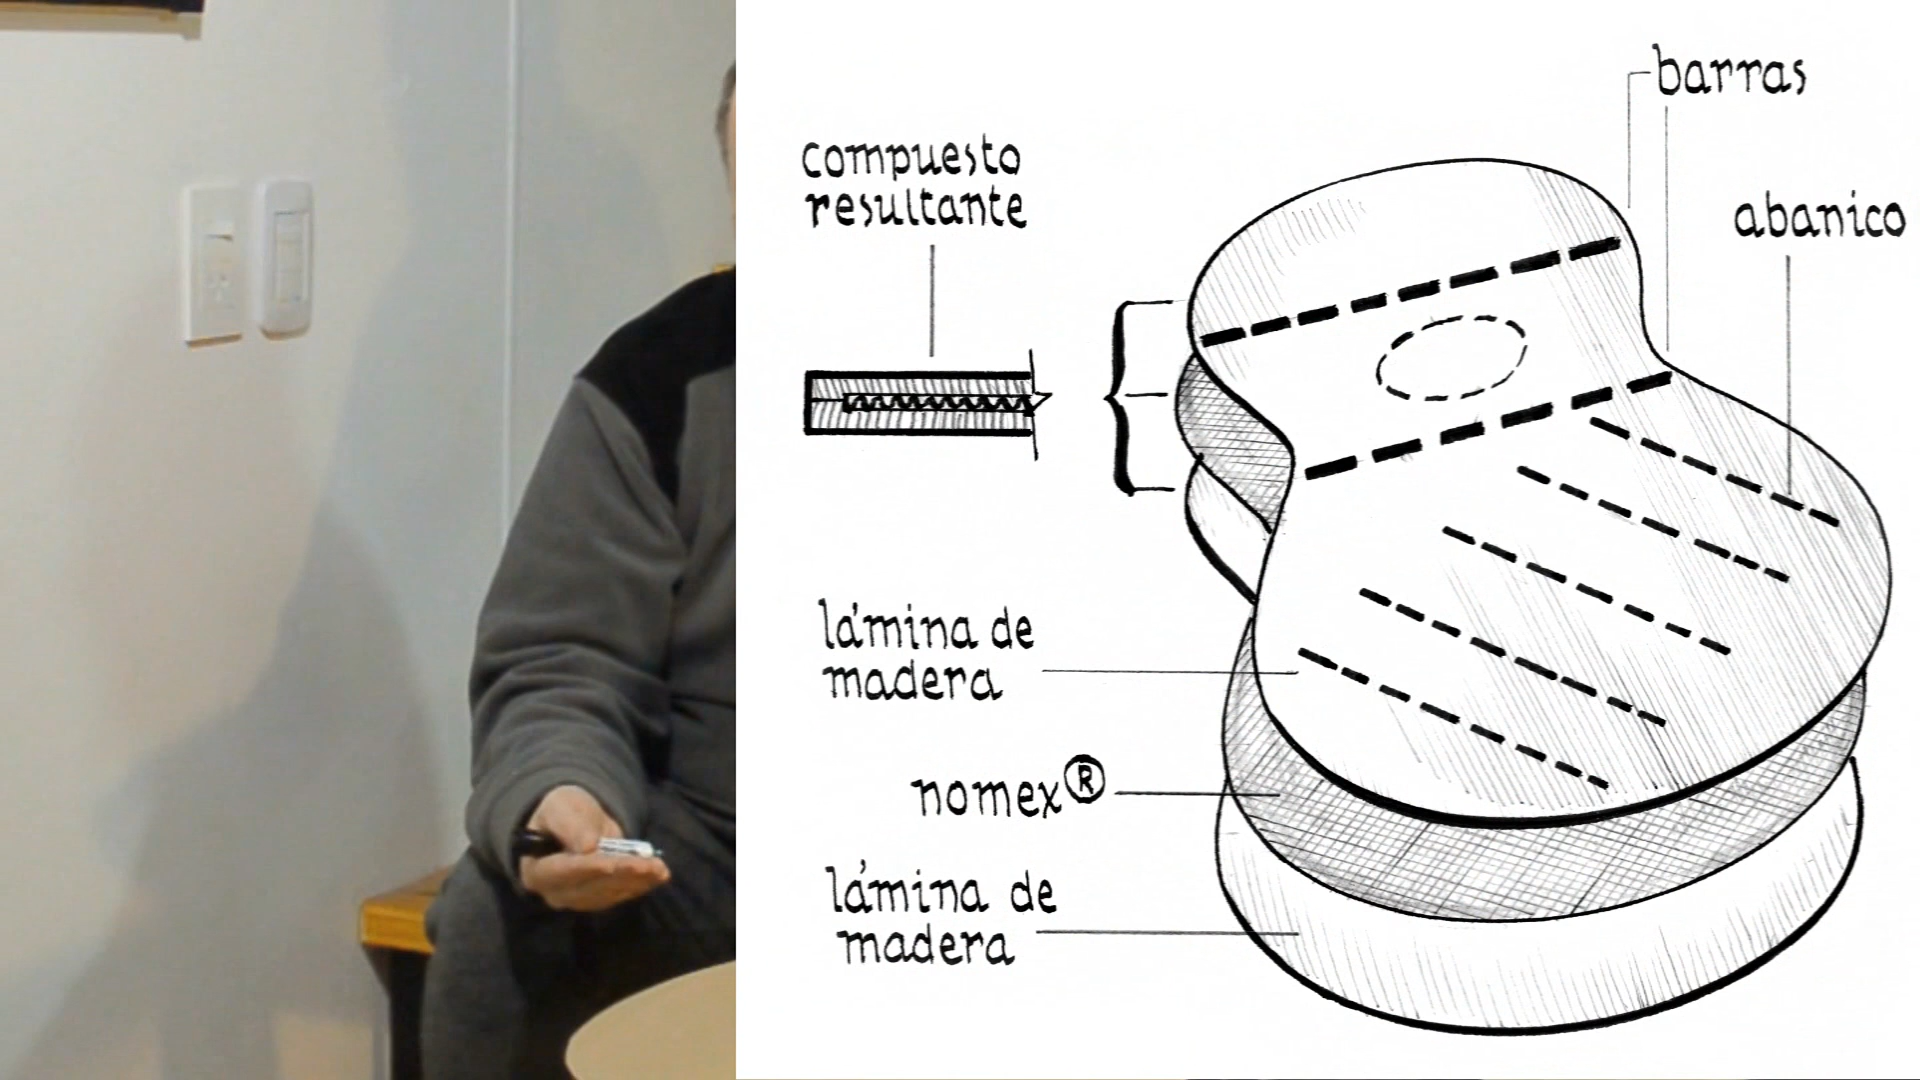 barras
compuesto
resultante
abanico
lámina de
madera
nomex®
lámina de
madera